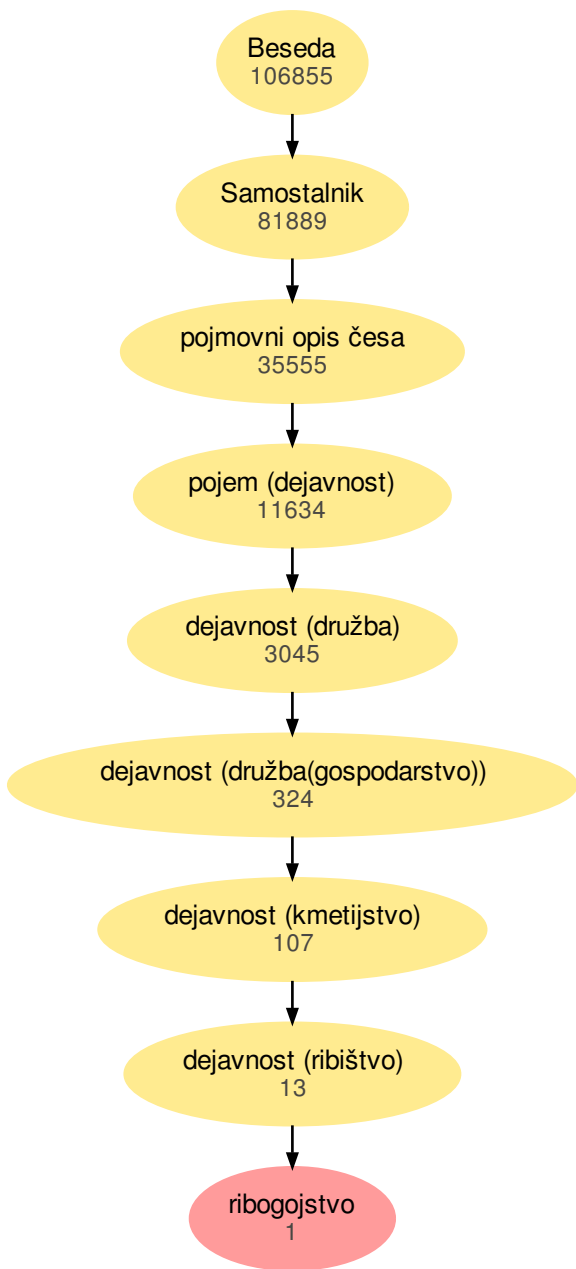 Beseda
106855
Samostalnik
81889
pojmovni opis česa
35555
pojem (dejavnost)
11634
dejavnost (družba)
3045
dejavnost (družba(gospodarstvo))
324
dejavnost (kmetijstvo)
107
dejavnost (ribištvo)
13
ribogojstvo
1